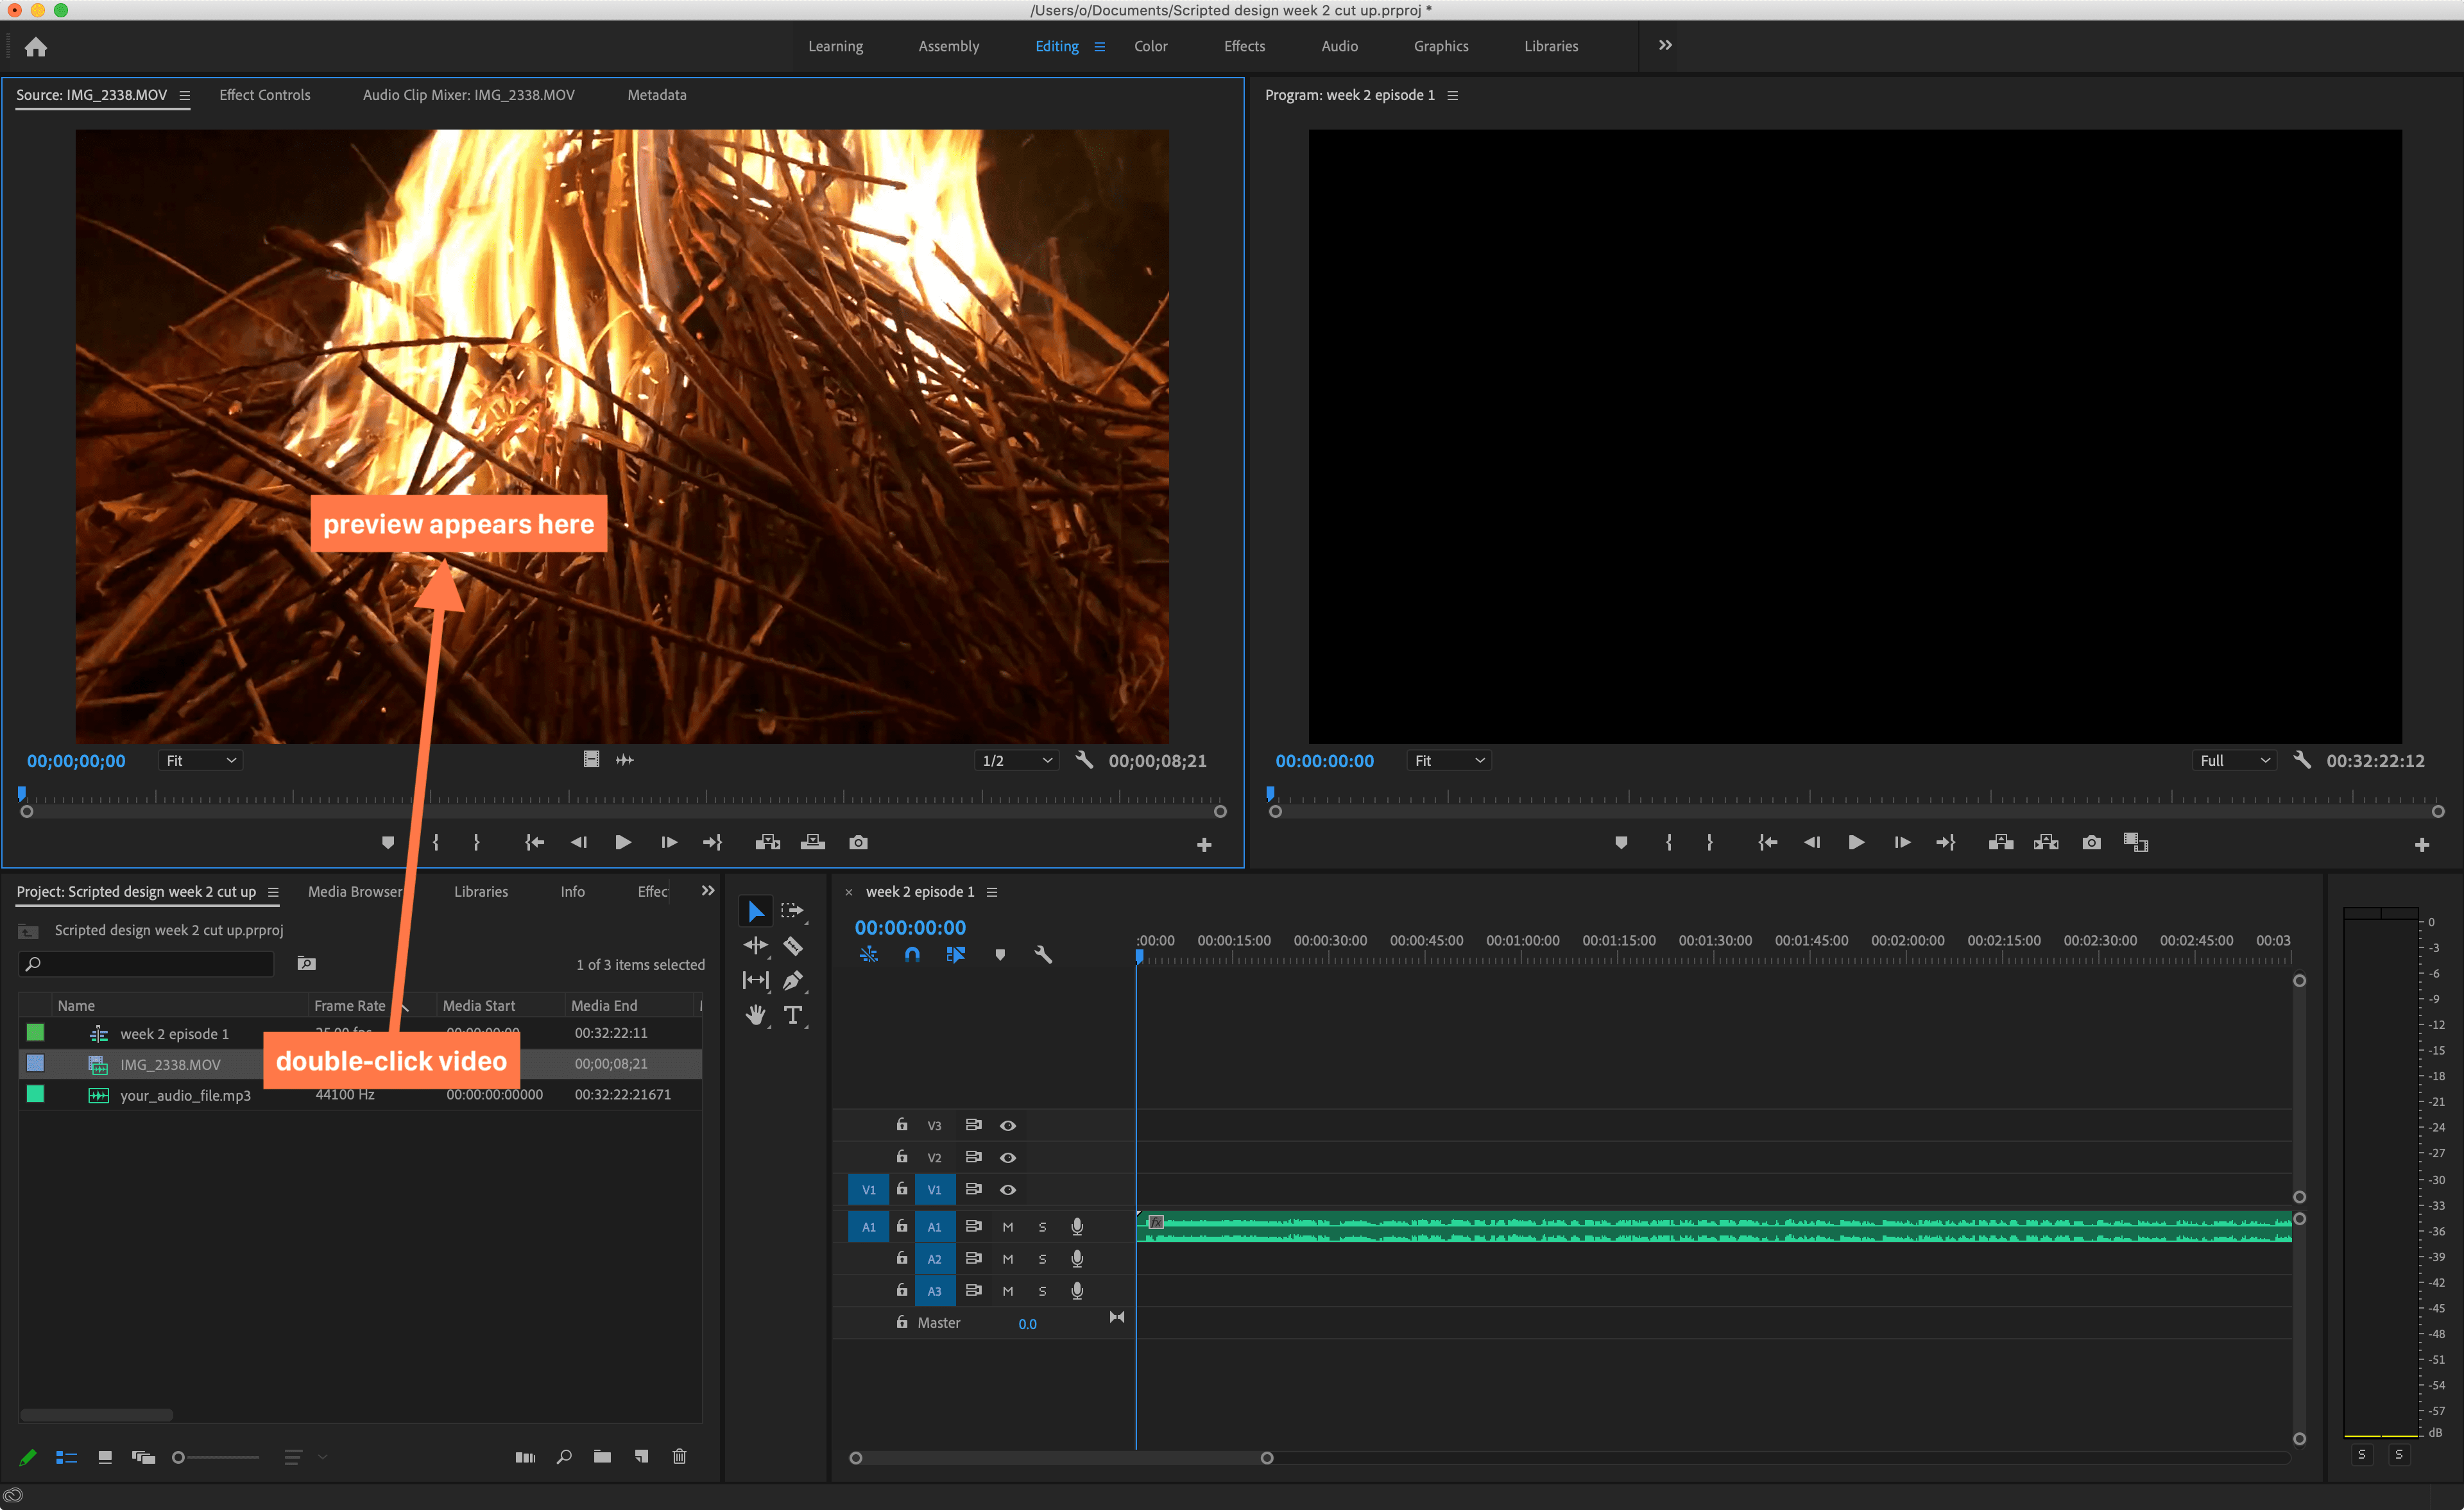 /Users/o/Documents/Scripted design week 2 cut up.prproj *
Learning Assembly Editing Color Effects Audio Graphics Libraries
Source: IMG_2338.MOV Effect Controls Audio Clip Mixer: IMG_2338.MOV Metadata
Program: week 2 episode 1
preview appears here
00;00;00;00 Fit 1/2 00;00;08;21
00:00:00:00 Fit Full 00:32:22:12
Project: Scripted design week 2 cut up Media Browser Libraries Info Effec
Scripted design week 2 cut up.prproj
1 of 3 items selected
Name Frame Rate Media Start Media End
week 2 episode 1 00:32:22:11
IMG_2338.MOV 00;00;08;21
double-click video
your_audio_file.mp3 44100 Hz 00:00:00:00000 00:32:22:21671
week 2 episode 1
00:00:00:00
:00:00 00:00:15:00 00:00:30:00 00:00:45:00 00:01:00:00 00:01:15:00 00:01:30:00 00:01:45:00 00:02:00:00 00:02:15:00 00:02:30:00 00:02:45:00 00:03
V3
V2
V1 V1
A1 A1 M S fx
A2 M S
A3 M S
Master 0.0
0
-3
-6
-9
-12
-15
-18
-21
-24
-27
-30
-33
-36
-39
-42
-45
-48
-51
-54
-57
dB
S S